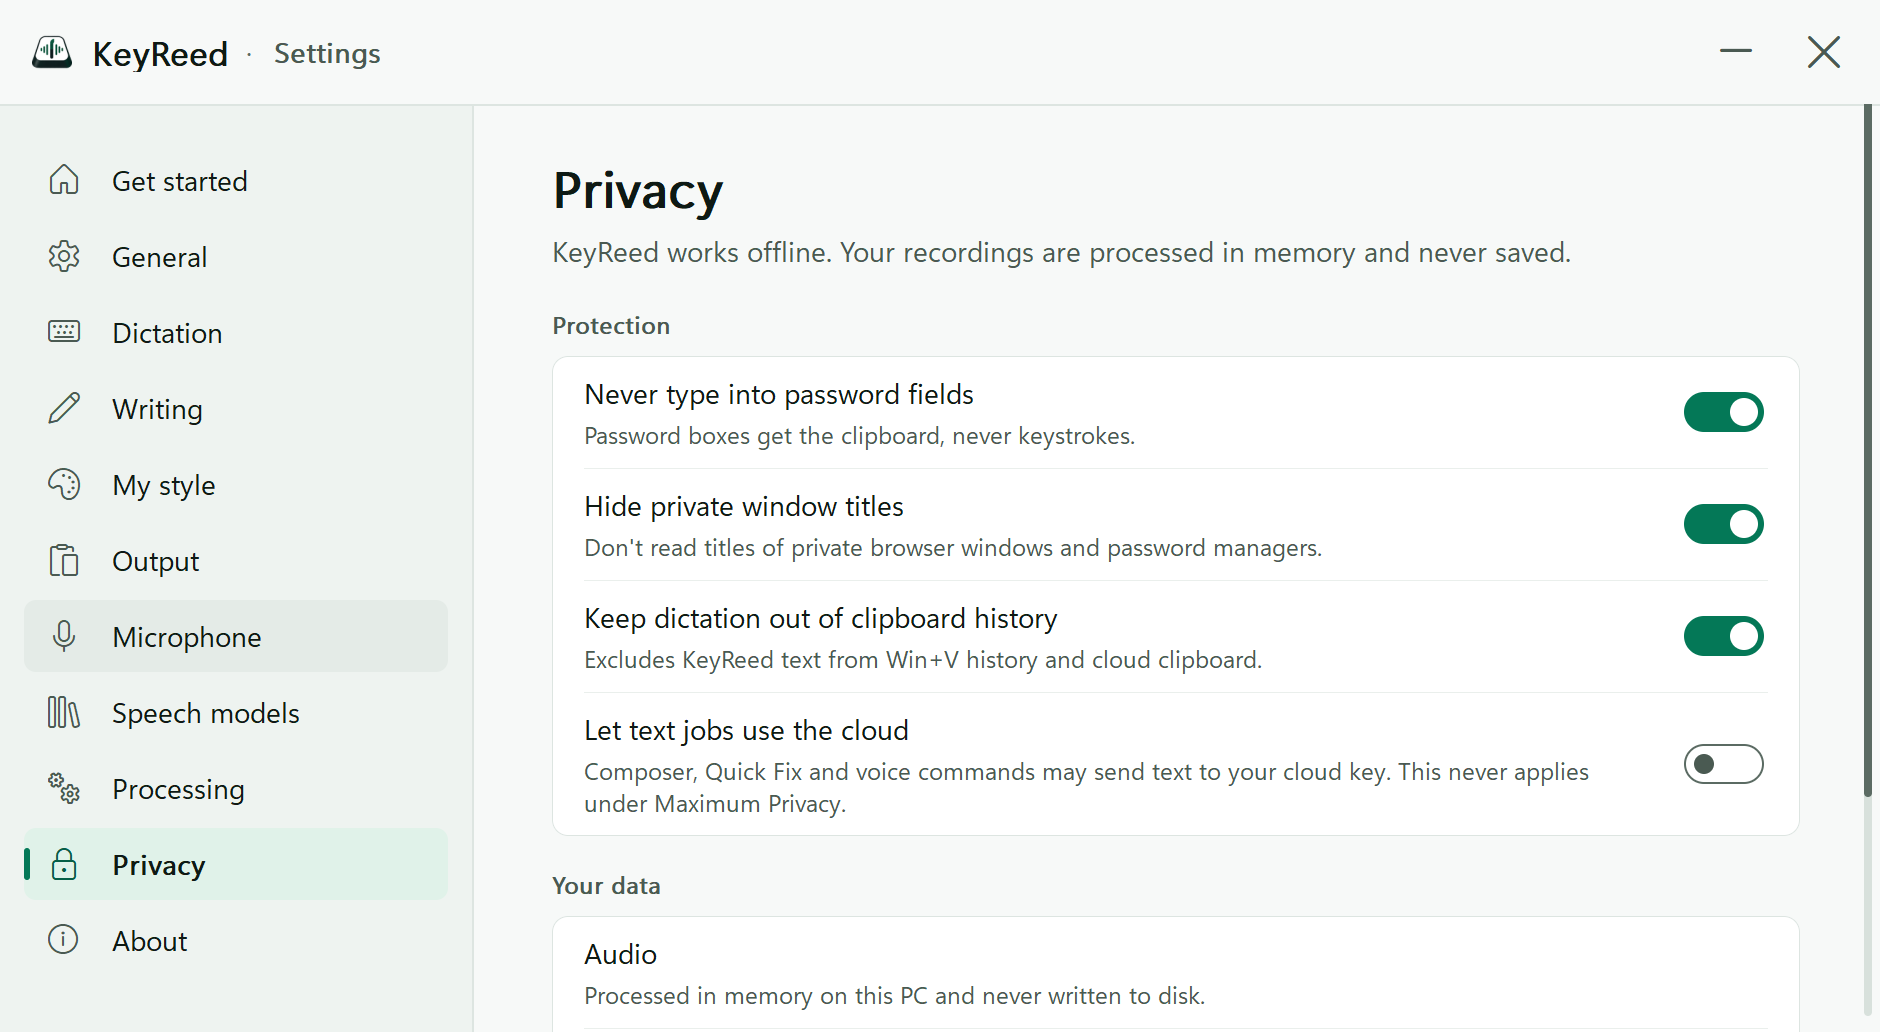 KeyReed · Settings
Get started
General
Dictation
Writing
My style
Output
Microphone
Speech models
Processing
Privacy
About
Privacy
KeyReed works offline. Your recordings are processed in memory and never saved.
Protection
Never type into password fields
Password boxes get the clipboard, never keystrokes.
Hide private window titles
Don't read titles of private browser windows and password managers.
Keep dictation out of clipboard history
Excludes KeyReed text from Win+V history and cloud clipboard.
Let text jobs use the cloud
Composer, Quick Fix and voice commands may send text to your cloud key. This never applies
under Maximum Privacy.
Your data
Audio
Processed in memory on this PC and never written to disk.